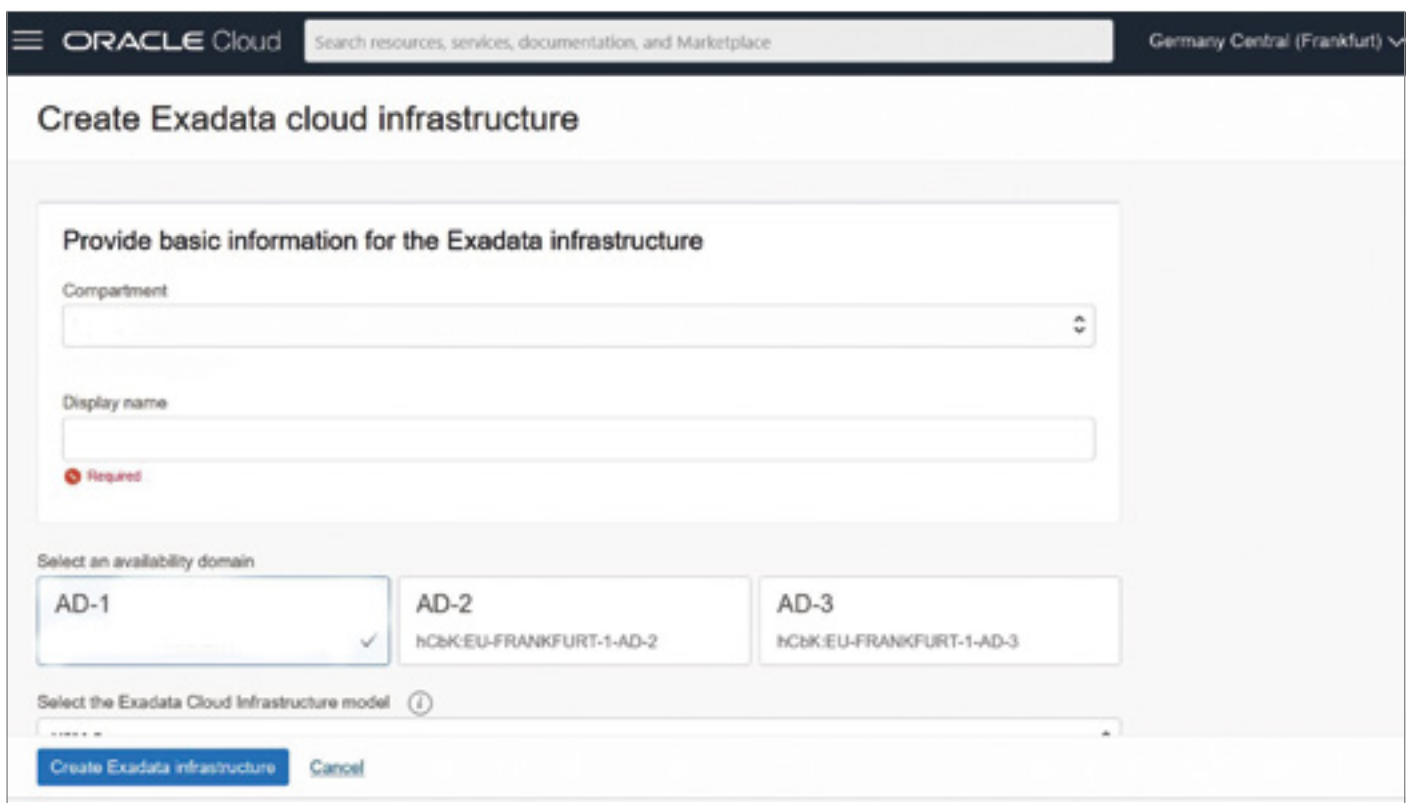 ORACLE Cloud
Search resources, services, documentation, and Marketplace
Germany Central (Frankfurt)
Create Exadata cloud infrastructure
Provide basic information for the Exadata infrastructure
Compartment
Display name
Required
Select an availability domain
AD-1
AD-2
AD-3
hCbK:EU-FRANKFURT-1-AD-2
hCbK:EU-FRANKFURT-1-AD-3
Select the Exadata Cloud Infrastructure model
Create Exadata infrastructure
Cancel